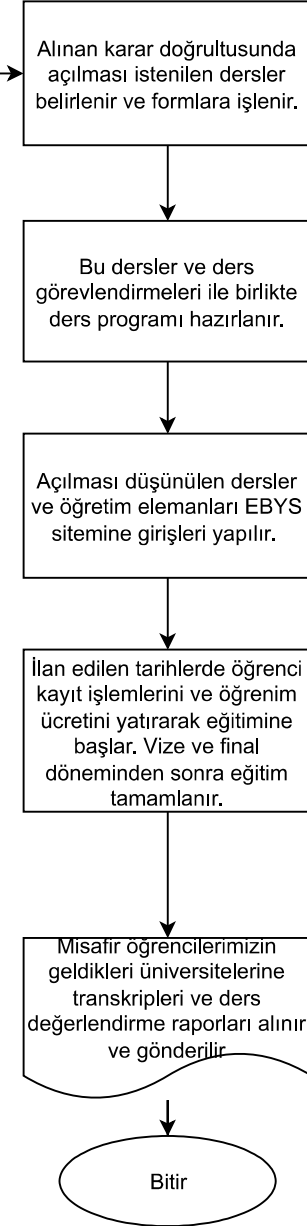 Alınan karar doğrultusunda
açılması istenilen dersler
belirlenir ve formlara işlenir.
Bu dersler ve ders
görevlendirmeleri ile birlikte
ders programı hazırlanır.
Açılması düşünülen dersler
ve öğretim elemanları EBYS
sitemine girişleri yapılır.
İlan edilen tarihlerde öğrenci
kayıt işlemlerini ve öğrenim
ücretini yatırarak eğitimine
başlar. Vize ve final
döneminden sonra eğitim
tamamlanır.
Misafir öğrencilerimizin
geldikleri üniversitelerine
transkripleri ve ders
değerlendirme raporları alınır
ve gönderilir
Bitir